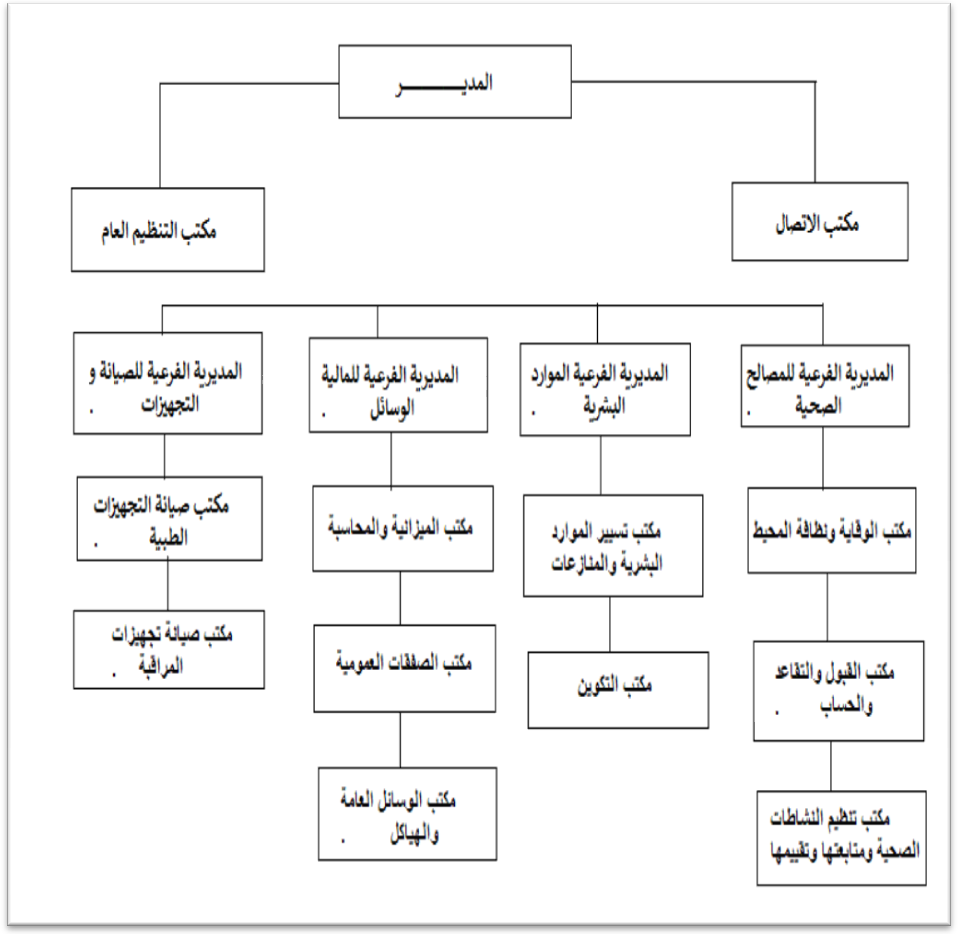 المديـــــــــر
مكتب الاتصال
مكتب التنظيم العام
المديرية الفرعية للمصالح
الصحية .
المديرية الفرعية الموارد
البشرية .
المديرية الفرعية للمالية
الوسائل .
المديرية الفرعية للصيانة و
التجهيزات .
مكتب الوقاية ونظافة المحيط
مكتب تسيير الموارد
البشرية والمنازعات
مكتب الميزانية والمحاسبة
مكتب صيانة التجهيزات
الطبية .
مكتب القبول والتقاعد
والحساب .
مكتب التكوين
مكتب الصفقات العمومية
مكتب صيانة تجهيزات
المراقبة .
مكتب تنظيم النشاطات
الصحية ومتابعتها وتقييمها
مكتب الوسائل العامة
والهياكل .